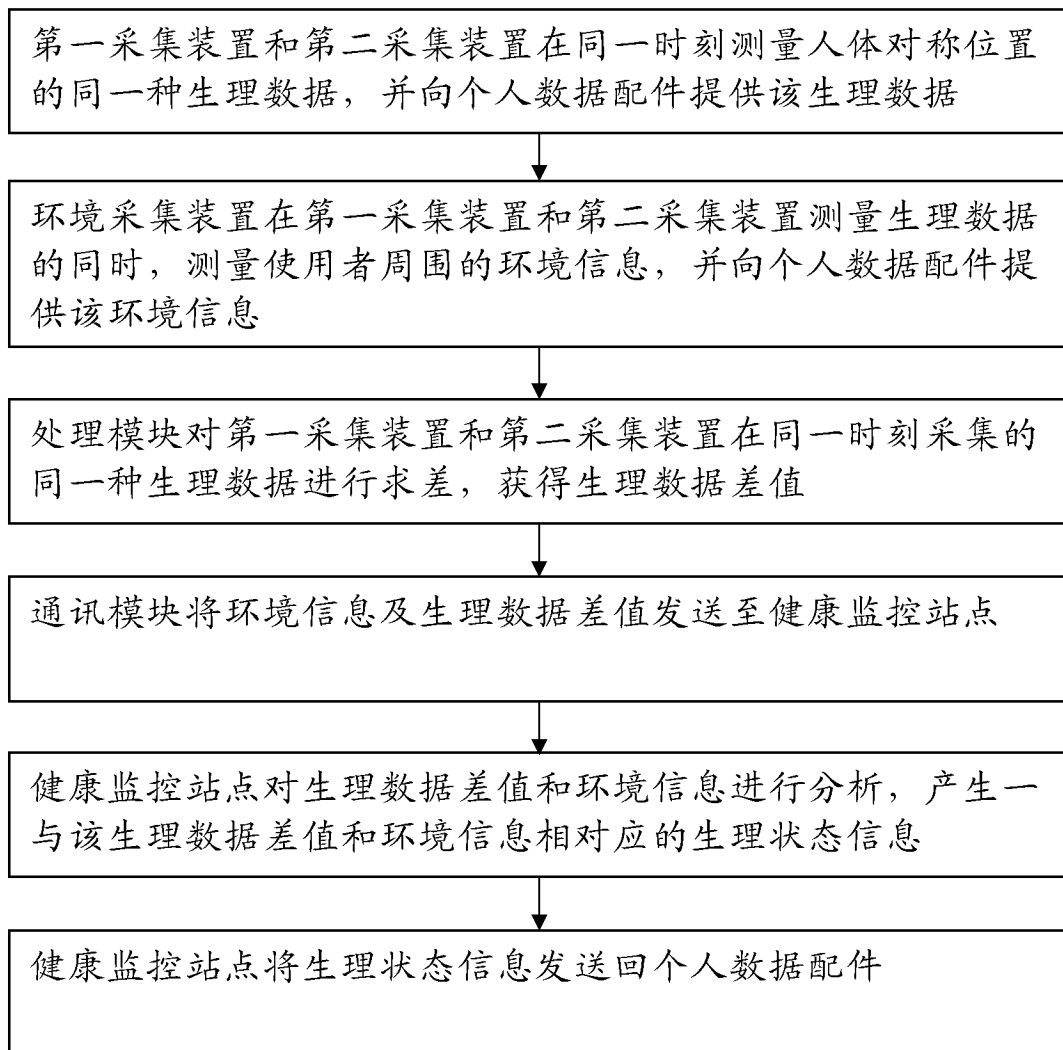 第一采集装置和第二采集装置在同一时刻测量人体对称位置
的同一种生理数据，并向个人数据配件提供该生理数据
环境采集装置在第一采集装置和第二采集装置测量生理数据
的同时，测量使用者周围的环境信息，并向个人数据配件提
供该环境信息
处理模块对第一采集装置和第二采集装置在同一时刻采集的
同一种生理数据进行求差，获得生理数据差值
通讯模块将环境信息及生理数据差值发送至健康监控站点
健康监控站点对生理数据差值和环境信息进行分析，产生一
与该生理数据差值和环境信息相对应的生理状态信息
健康监控站点将生理状态信息发送回个人数据配件